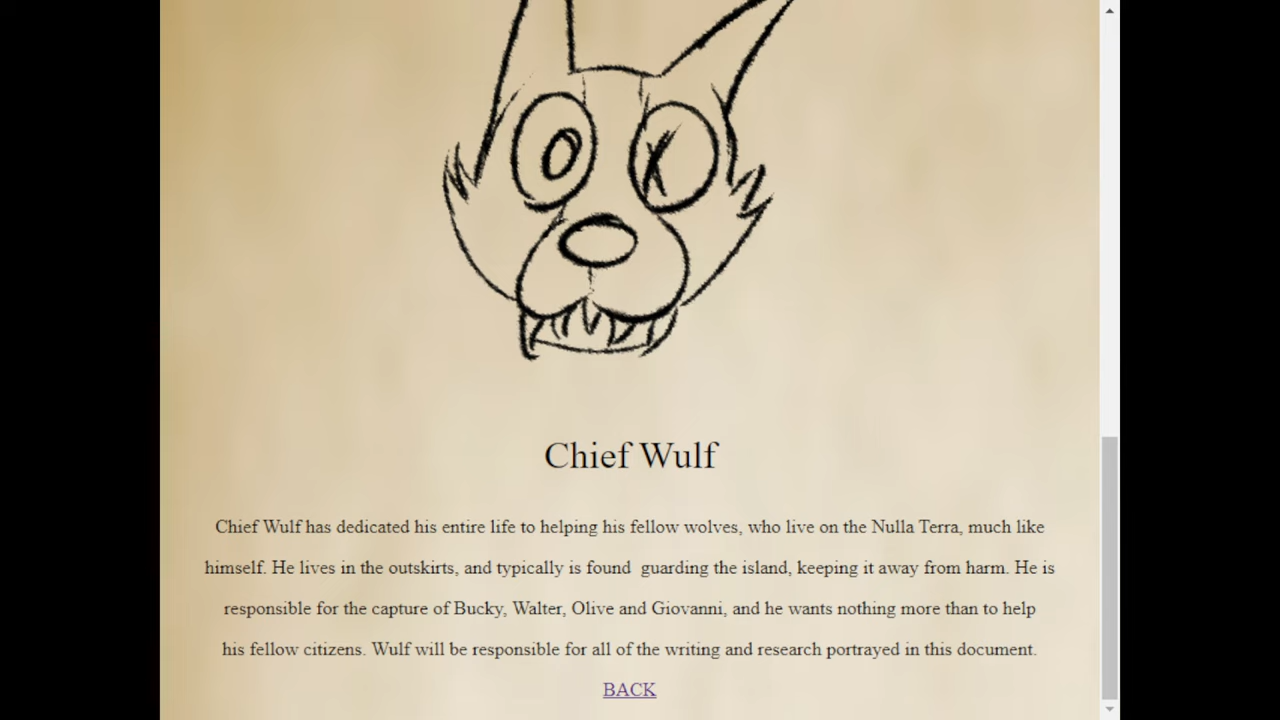 Chief Wulf
Chief Wulf has dedicated his entire life to helping his fellow wolves, who live on the Nulla Terra, much like
himself. He lives in the outskirts, and typically is found  guarding the island, keeping it away from harm. He is
responsible for the capture of Bucky, Walter, Olive and Giovanni, and he wants nothing more than to help
his fellow citizens. Wulf will be responsible for all of the writing and research portrayed in this document.
BACK